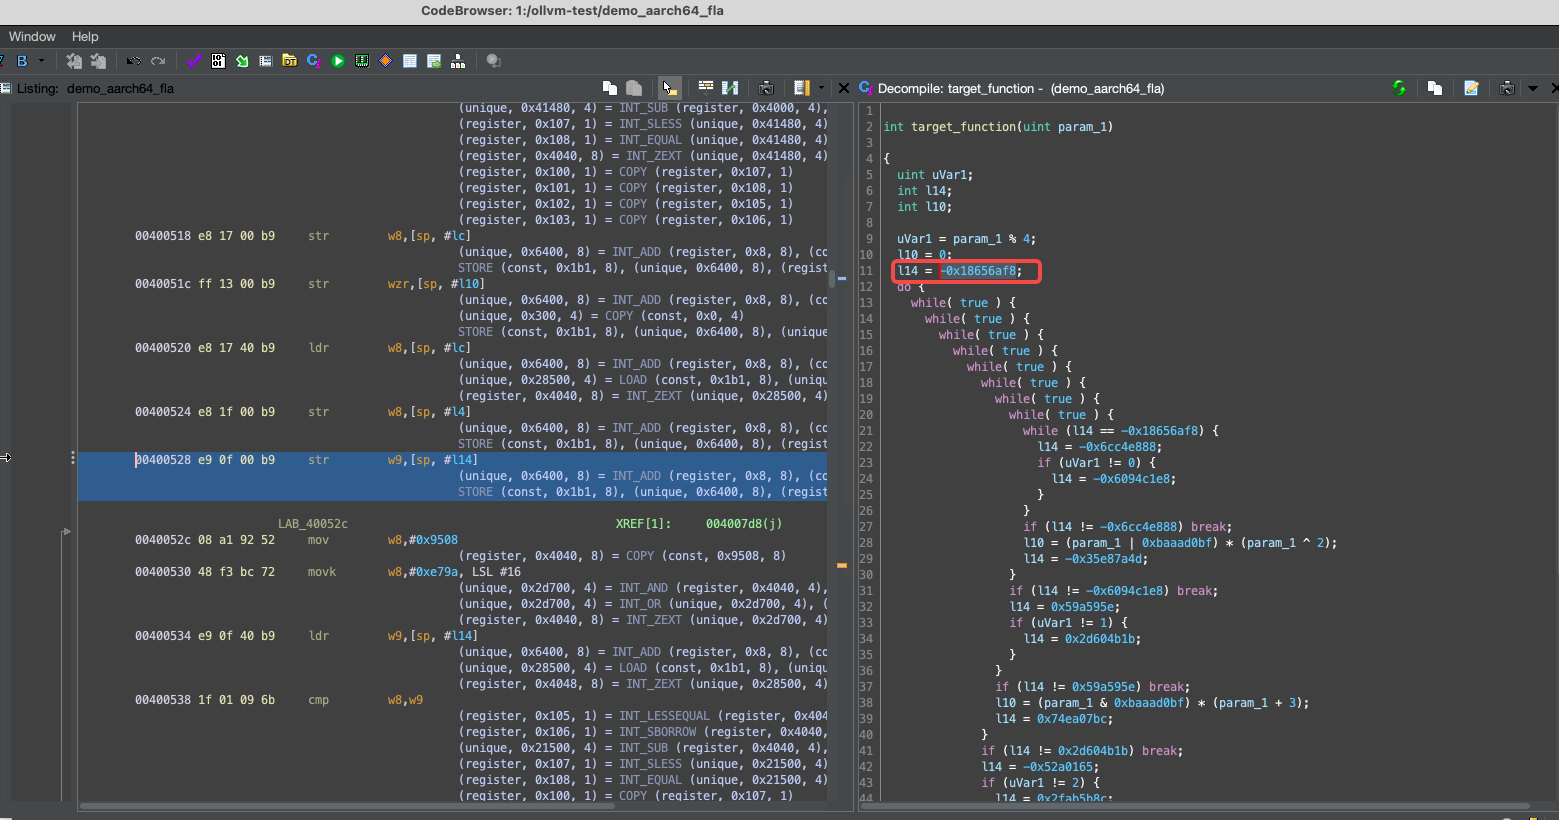 CodeBrowser: 1:/ollvm-test/demo_aarch64_fla
Window Help
B
Listing: demo_aarch64_fla
(unique, 0x41480, 4) = INT_SUB (register, 0x4000, 4),
(register, 0x107, 1) = INT_SLESS (unique, 0x41480, 4)
(register, 0x108, 1) = INT_EQUAL (unique, 0x41480, 4)
(register, 0x4040, 8) = INT_ZEXT (unique, 0x41480, 4)
(register, 0x100, 1) = COPY (register, 0x107, 1)
(register, 0x101, 1) = COPY (register, 0x108, 1)
(register, 0x102, 1) = COPY (register, 0x105, 1)
(register, 0x103, 1) = COPY (register, 0x106, 1)
00400518 e8 17 00 b9 str w8,[sp, #lc]
(unique, 0x6400, 8) = INT_ADD (register, 0x8, 8), (co
STORE (const, 0x1b1, 8), (unique, 0x6400, 8), (regist
0040051c ff 13 00 b9 str wzr,[sp, #l10]
(unique, 0x6400, 8) = INT_ADD (register, 0x8, 8), (co
(unique, 0x300, 4) = COPY (const, 0x0, 4)
STORE (const, 0x1b1, 8), (unique, 0x6400, 8), (unique
00400520 e8 17 40 b9 ldr w8,[sp, #lc]
(unique, 0x6400, 8) = INT_ADD (register, 0x8, 8), (co
(unique, 0x28500, 4) = LOAD (const, 0x1b1, 8), (uniqu
(register, 0x4040, 8) = INT_ZEXT (unique, 0x28500, 4)
00400524 e8 1f 00 b9 str w8,[sp, #l4]
(unique, 0x6400, 8) = INT_ADD (register, 0x8, 8), (co
STORE (const, 0x1b1, 8), (unique, 0x6400, 8), (regist
00400528 e9 0f 00 b9 str w9,[sp, #l14]
(unique, 0x6400, 8) = INT_ADD (register, 0x8, 8), (co
STORE (const, 0x1b1, 8), (unique, 0x6400, 8), (regist
LAB_40052c XREF[1]: 004007d8(j)
0040052c 08 a1 92 52 mov w8,#0x9508
(register, 0x4040, 8) = COPY (const, 0x9508, 8)
00400530 48 f3 bc 72 movk w8,#0xe79a, LSL #16
(unique, 0x2d700, 4) = INT_AND (register, 0x4040, 4),
(unique, 0x2d700, 4) = INT_OR (unique, 0x2d700, 4), (
(register, 0x4040, 8) = INT_ZEXT (unique, 0x2d700, 4)
00400534 e9 0f 40 b9 ldr w9,[sp, #l14]
(unique, 0x6400, 8) = INT_ADD (register, 0x8, 8), (co
(unique, 0x28500, 4) = LOAD (const, 0x1b1, 8), (uniqu
(register, 0x4048, 8) = INT_ZEXT (unique, 0x28500, 4)
00400538 1f 01 09 6b cmp w8,w9
(register, 0x105, 1) = INT_LESSEQUAL (register, 0x404
(register, 0x106, 1) = INT_SBORROW (register, 0x4040,
(unique, 0x21500, 4) = INT_SUB (register, 0x4040, 4),
(register, 0x107, 1) = INT_SLESS (unique, 0x21500, 4)
(register, 0x108, 1) = INT_EQUAL (unique, 0x21500, 4)
(register, 0x100, 1) = COPY (register, 0x107, 1)
Decompile: target_function - (demo_aarch64_fla)
1
2 int target_function(uint param_1)
3
4 {
5 uint uVar1;
6 int l14;
7 int l10;
8
9 uVar1 = param_1 % 4;
10 l10 = 0;
11 l14 = -0x18656af8;
12 do {
13 while( true ) {
14 while( true ) {
15 while( true ) {
16 while( true ) {
17 while( true ) {
18 while( true ) {
19 while( true ) {
20 while( true ) {
21 while (l14 == -0x18656af8) {
22 l14 = -0x6cc4e888;
23 if (uVar1 != 0) {
24 l14 = -0x6094c1e8;
25 }
26 }
27 if (l14 != -0x6cc4e888) break;
28 l10 = (param_1 | 0xbaaad0bf) * (param_1 ^ 2);
29 l14 = -0x35e87a4d;
30 }
31 if (l14 != -0x6094c1e8) break;
32 l14 = 0x59a595e;
33 if (uVar1 != 1) {
34 l14 = 0x2d604b1b;
35 }
36 }
37 if (l14 != 0x59a595e) break;
38 l10 = (param_1 & 0xbaaad0bf) * (param_1 + 3);
39 l14 = 0x74ea07bc;
40 }
41 if (l14 != 0x2d604b1b) break;
42 l14 = -0x52a0165;
43 if (uVar1 != 2) {
44 l14 = 0x2fab5b8c;